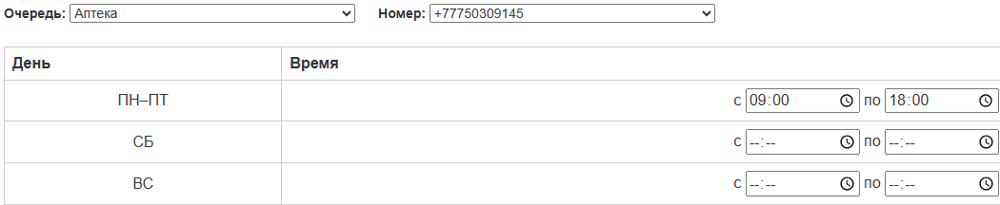 Очередь: Аптека Номер: +77750309145
День Время
ПН–ПТ с 09:00 по 18:00
СБ с --:-- по --:--
ВС с --:-- по --:--